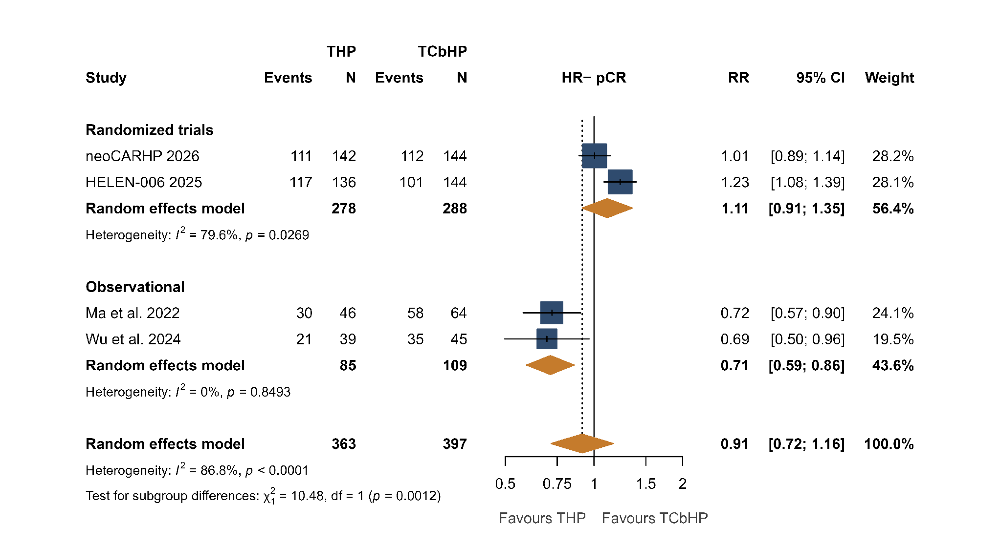 THP TCbHP
Study Events N Events N HR− pCR RR 95% CI Weight
Randomized trials
neoCARHP 2026 111 142 112 144 1.01 [0.89; 1.14] 28.2%
HELEN-006 2025 117 136 101 144 1.23 [1.08; 1.39] 28.1%
Random effects model 278 288 1.11 [0.91; 1.35] 56.4%
Heterogeneity: I² = 79.6%, p = 0.0269
Observational
Ma et al. 2022 30 46 58 64 0.72 [0.57; 0.90] 24.1%
Wu et al. 2024 21 39 35 45 0.69 [0.50; 0.96] 19.5%
Random effects model 85 109 0.71 [0.59; 0.86] 43.6%
Heterogeneity: I² = 0%, p = 0.8493
Random effects model 363 397 0.91 [0.72; 1.16] 100.0%
Heterogeneity: I² = 86.8%, p < 0.0001
0.5 0.75 1 1.5 2
Test for subgroup differences: χ²₁ = 10.48, df = 1 (p = 0.0012)
Favours THP Favours TCbHP